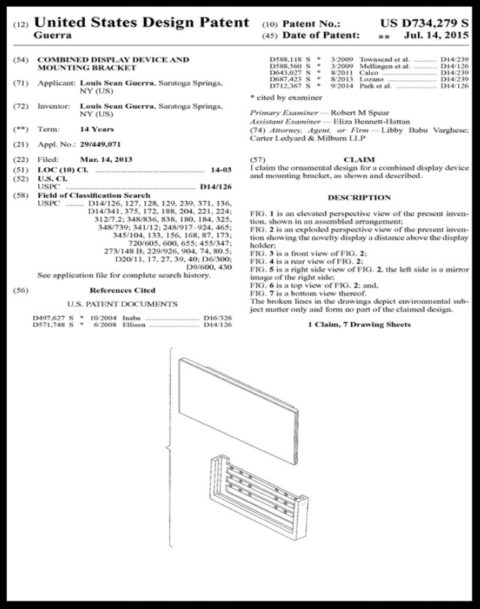 (12) United States Design Patent
Guerra
(10) Patent No.: US D734,279 S
(45) Date of Patent: ** Jul. 14, 2015
(54) COMBINED DISPLAY DEVICE AND
MOUNTING BRACKET
(71) Applicant: Louis Sean Guerra, Saratoga Springs,
NY (US)
(72) Inventor: Louis Sean Guerra, Saratoga Springs,
NY (US)
(**) Term: 14 Years
(21) Appl. No.: 29/449,071
(22) Filed: Mar. 14, 2013
(51) LOC (10) Cl. ............ 14-03
(52) U.S. Cl.
USPC ............ D14/126
(58) Field of Classification Search
USPC ....... D14/126, 127, 128, 129, 239, 371, 136,
D14/341, 375, 172, 188, 204, 221, 224;
312/7.2; 348/836, 838, 180, 184, 325,
348/739; 341/12; 248/917–924, 465;
345/104, 133, 156, 168, 87, 173;
720/605, 600, 655; 455/347;
273/148 B; 229/926, 904, 74, 80.5;
D20/11, 17, 27, 39, 40; D6/300;
D9/600, 430
See application file for complete search history.
(56) References Cited
U.S. PATENT DOCUMENTS
D497,627 S * 10/2004 Inaba ............ D16/326
D571,748 S * 6/2008 Ellison ............ D14/126
D588,118 S * 3/2009 Townsend et al. ............ D14/239
D588,560 S * 3/2009 Mellingen et al. ............ D14/126
D643,027 S * 8/2011 Calco ............ D14/239
D687,423 S * 8/2013 Lozano ............ D14/239
D712,367 S * 9/2014 Park et al. ............ D14/126
* cited by examiner
Primary Examiner — Robert M Spear
Assistant Examiner — Eliza Bennett-Hattan
(74) Attorney, Agent, or Firm — Libby Babu Varghese;
Carter Ledyard & Milburn LLP
(57) CLAIM
I claim the ornamental design for a combined display device
and mounting bracket, as shown and described.
DESCRIPTION
FIG. 1 is an elevated perspective view of the present inven-
tion, shown in an assembled arrangement;
FIG. 2 is an exploded perspective view of the present inven-
tion showing the novelty display a distance above the display
holder;
FIG. 3 is a front view of FIG. 2;
FIG. 4 is a rear view of FIG. 2;
FIG. 5 is a right side view of FIG. 2, the left side is a mirror
image of the right side;
FIG. 6 is a top view of FIG. 2; and,
FIG. 7 is a bottom view thereof.
The broken lines in the drawings depict environmental sub-
ject matter only and form no part of the claimed design.
1 Claim, 7 Drawing Sheets